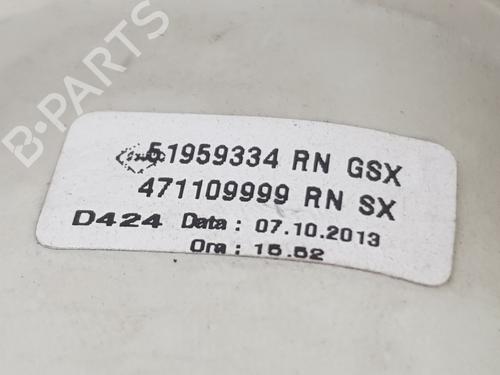 B-PARTS
51959334 RN GSX
471109999 RN SX
D424 Data : 07.10.2013
Ora : 15.52